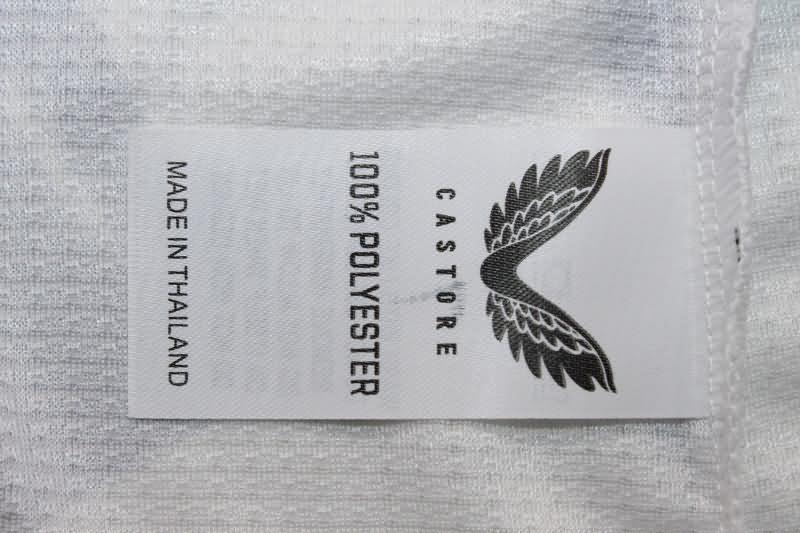 CASTORE
100% POLYESTER
MADE IN THAILAND